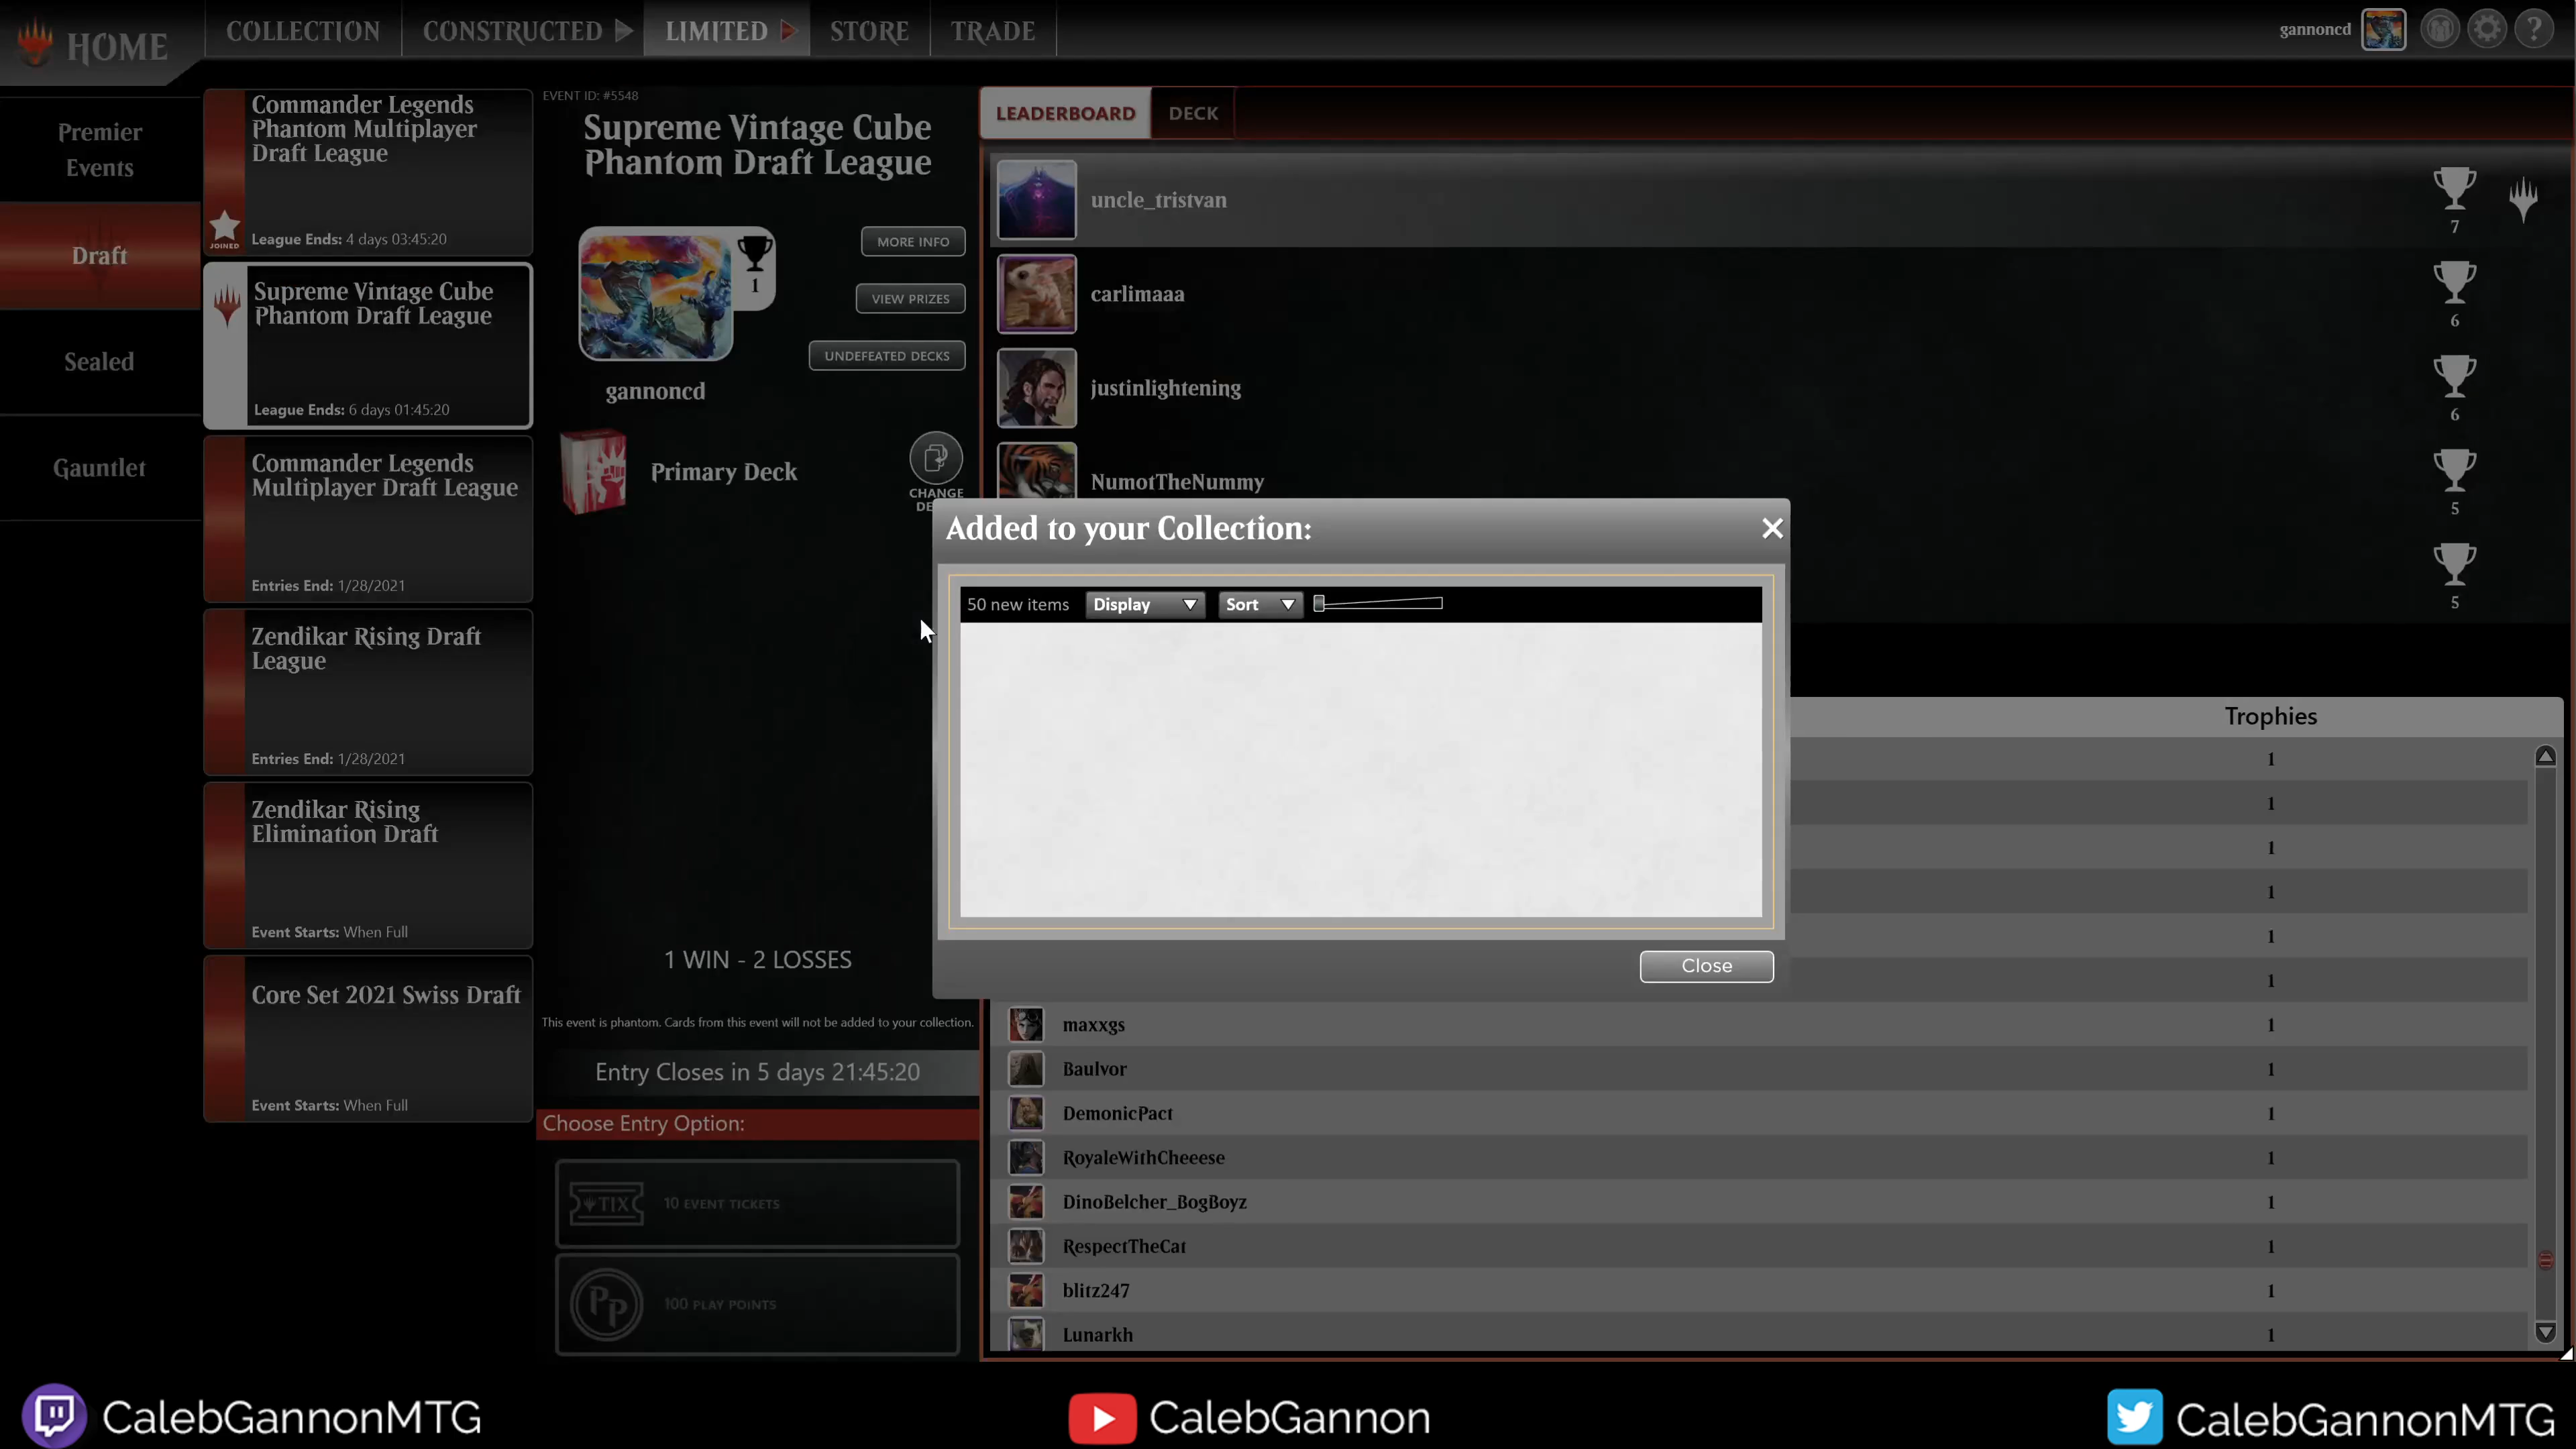 HOME
COLLECTION
CONSTRUCTED
LIMITED
STORE
TRADE
gannoncd
?
Premier
Events
Draft
Sealed
Gauntlet
Commander Legends
Phantom Multiplayer
Draft League
JOINED
League Ends: 4 days 03:45:20
Supreme Vintage Cube
Phantom Draft League
League Ends: 6 days 01:45:20
Commander Legends
Multiplayer Draft League
Entries End: 1/28/2021
Zendikar Rising Draft
League
Entries End: 1/28/2021
Zendikar Rising
Elimination Draft
Event Starts: When Full
Core Set 2021 Swiss Draft
Event Starts: When Full
EVENT ID: #5548
Supreme Vintage Cube
Phantom Draft League
1
MORE INFO
VIEW PRIZES
UNDEFEATED DECKS
gannoncd
Primary Deck
CHANGE
DE
1 WIN - 2 LOSSES
This event is phantom. Cards from this event will not be added to your collection.
Entry Closes in 5 days 21:45:20
Choose Entry Option:
TIX
10 EVENT TICKETS
PP
100 PLAY POINTS
LEADERBOARD
DECK
uncle_tristvan
7
carlimaaa
6
justinlightening
6
NumotTheNummy
5
5
Added to your Collection:
50 new items
Display
Sort
Close
Trophies
1
1
1
1
1
1
maxxgs 1
Baulvor 1
DemonicPact 1
RoyaleWithCheeese 1
DinoBelcher_BogBoyz 1
RespectTheCat 1
blitz247 1
Lunarkh 1
CalebGannonMTG
CalebGannon
CalebGannonMTG